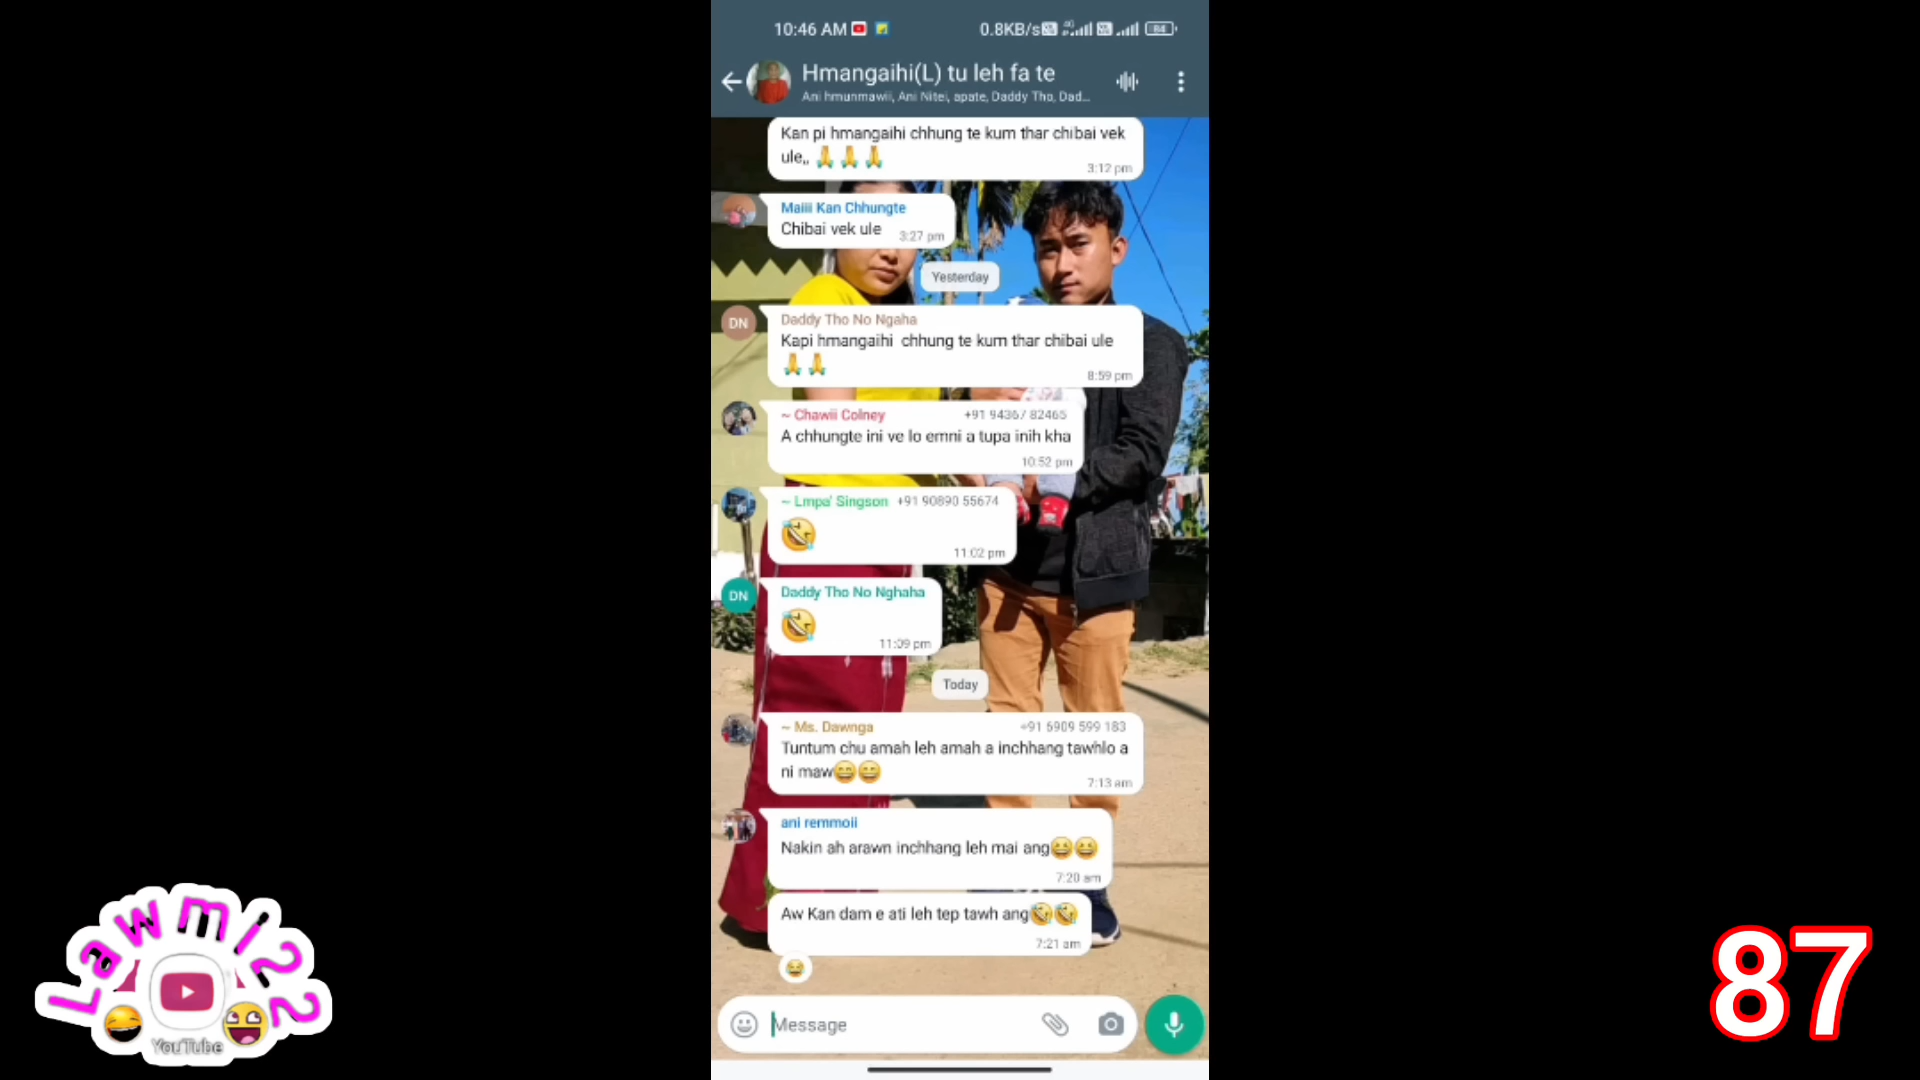 10:46 AM
0.8KB/s
84
Hmangaihi(L) tu leh fa te
Ani hmunmawii, Ani Nitei, apate, Daddy Tho, Dad...
Kan pi hmangaihi chhung te kum thar chibai vek
ule,, 🙏🙏🙏
3:12 pm
Maiii Kan Chhungte
Chibai vek ule
3:27 pm
Yesterday
DN
Daddy Tho No Ngaha
Kapi hmangaihi chhung te kum thar chibai ule
🙏🙏
8:59 pm
~ Chawii Colney +91 94367 82465
A chhungte ini ve lo emni a tupa inih kha
10:52 pm
~ Lmpa' Singson +91 90890 55674
🤣
11:02 pm
DN
Daddy Tho No Nghaha
🤣
11:09 pm
Today
~ Ms. Dawnga +91 6909 599 183
Tuntum chu amah leh amah a inchhang tawhlo a
ni maw😄😄
7:13 am
ani remmoii
Nakin ah arawn inchhang leh mai ang😆😆
7:20 am
Aw Kan dam e ati leh tep tawh ang🤣🤣
7:21 am
😂
Message
Lawmi22
YouTube
87